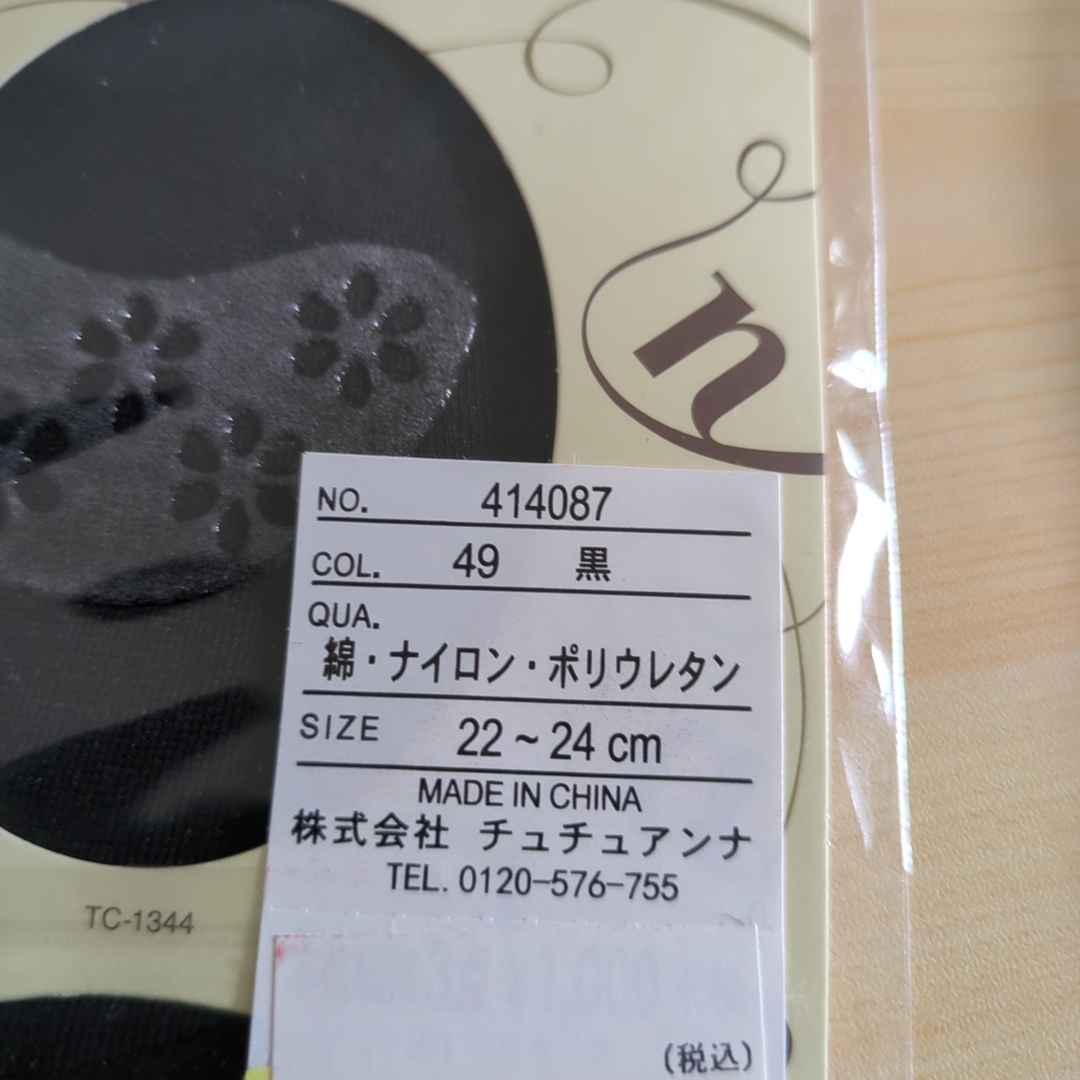 n
NO. 414087
COL. 49 黒
QUA.
綿・ナイロン・ポリウレタン
SIZE 22~24 cm
MADE IN CHINA
株式会社 チュチュアンナ
TEL. 0120-576-755
TC-1344
(税込)